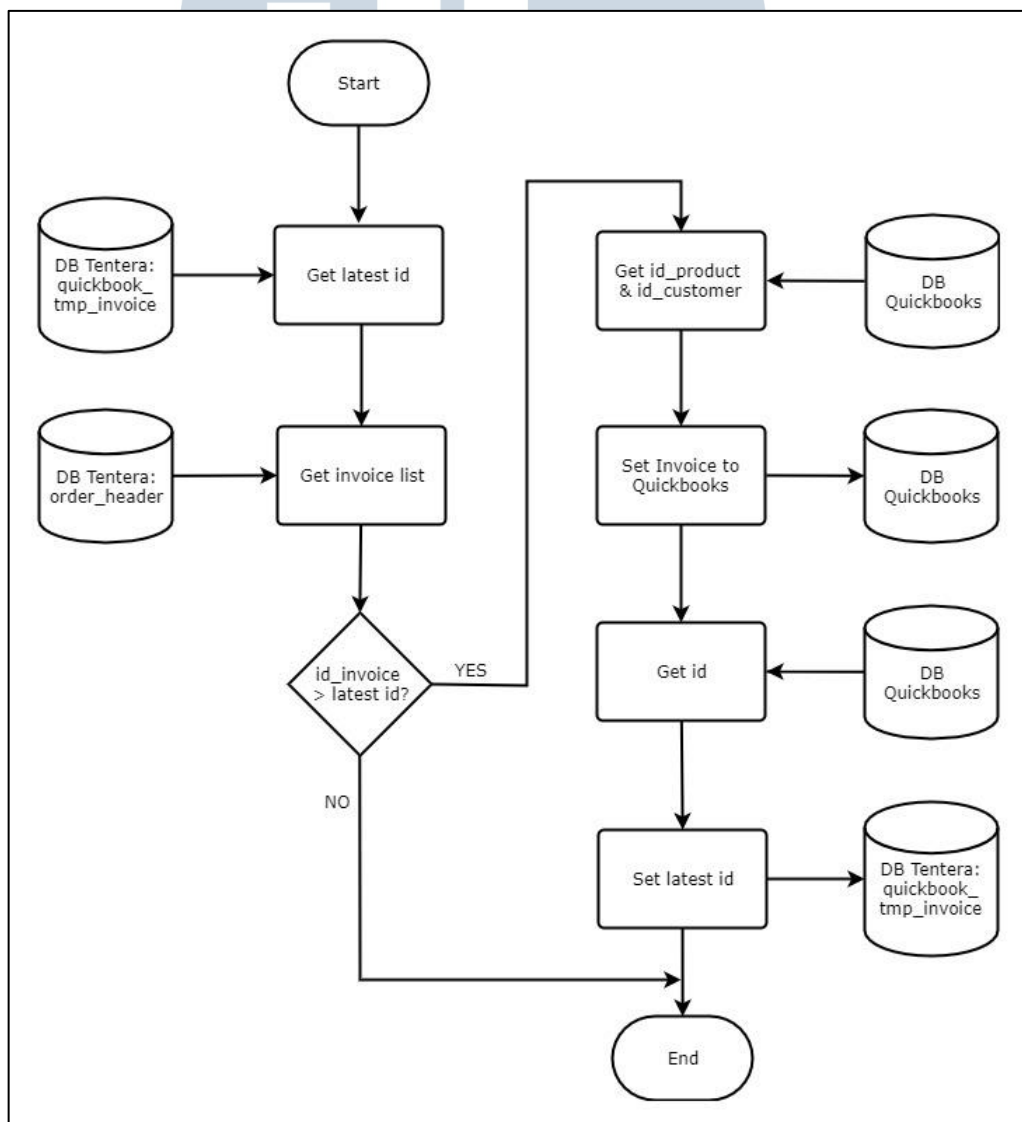 Start
DB Tentera:
quickbook_
tmp_invoice
Get latest id
DB Tentera:
order_header
Get invoice list
id_invoice
> latest id?
YES
NO
Get id_product
& id_customer
DB
Quickbooks
Set Invoice to
Quickbooks
DB
Quickbooks
Get id
DB
Quickbooks
Set latest id
DB Tentera:
quickbook_
tmp_invoice
End